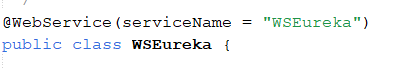 @WebService(serviceName = "WSEureka")
public class WSEureka {